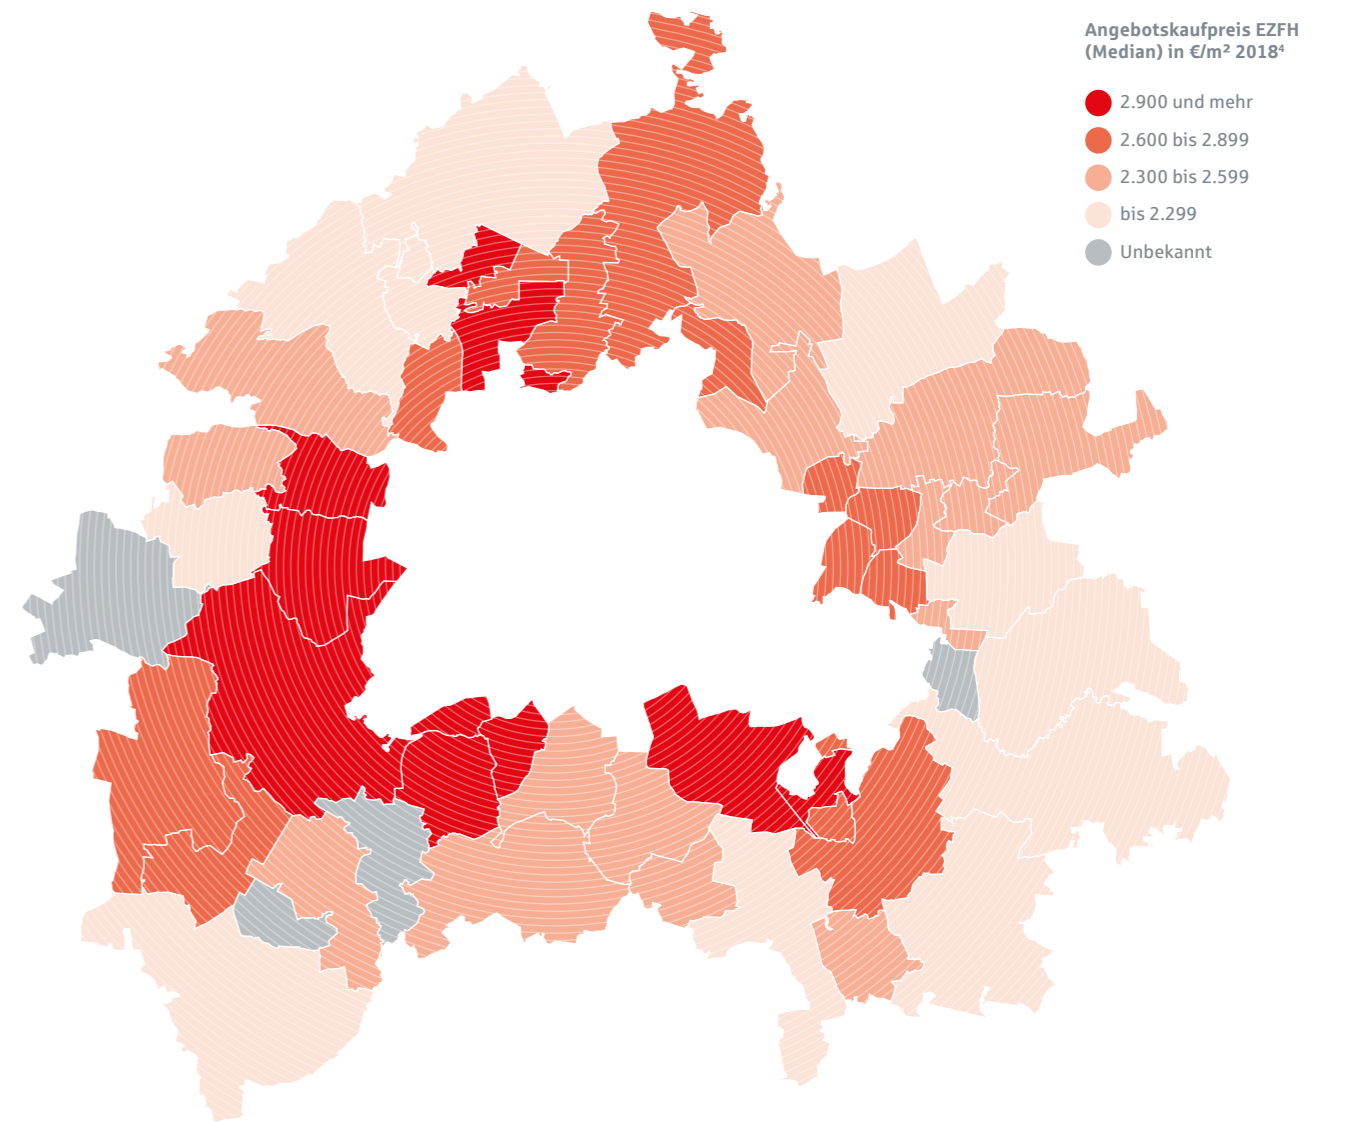 Angebotskaufpreis EZFH
(Median) in €/m² 2018⁴
2.900 und mehr
2.600 bis 2.899
2.300 bis 2.599
bis 2.299
Unbekannt